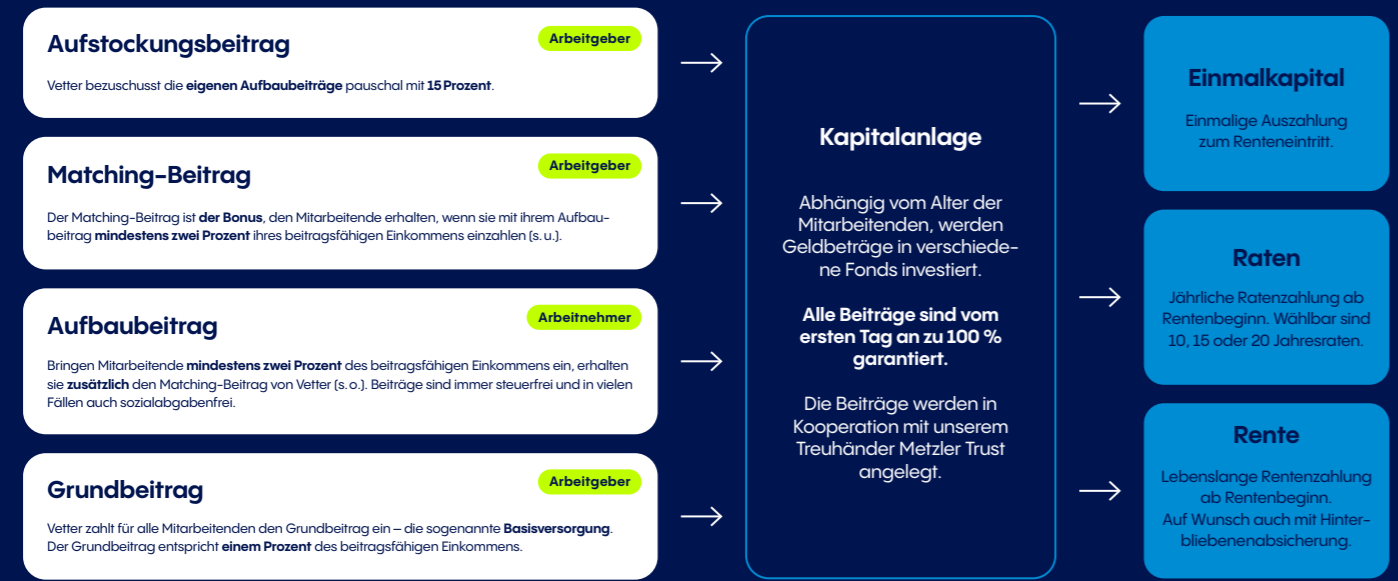 Aufstockungsbeitrag
Arbeitgeber
Vetter bezuschusst die eigenen Aufbaubeiträge pauschal mit 15 Prozent.
Matching-Beitrag
Arbeitgeber
Der Matching-Beitrag ist der Bonus, den Mitarbeitende erhalten, wenn sie mit ihrem Aufbau-
beitrag mindestens zwei Prozent ihres beitragsfähigen Einkommens einzahlen (s. u.).
Aufbaubeitrag
Arbeitnehmer
Bringen Mitarbeitende mindestens zwei Prozent des beitragsfähigen Einkommens ein, erhalten
sie zusätzlich den Matching-Beitrag von Vetter (s. o.). Beiträge sind immer steuerfrei und in vielen
Fällen auch sozialabgabenfrei.
Grundbeitrag
Arbeitgeber
Vetter zahlt für alle Mitarbeitenden den Grundbeitrag ein – die sogenannte Basisversorgung.
Der Grundbeitrag entspricht einem Prozent des beitragsfähigen Einkommens.
Kapitalanlage
Abhängig vom Alter der
Mitarbeitenden, werden
Geldbeträge in verschiede-
ne Fonds investiert.
Alle Beiträge sind vom
ersten Tag an zu 100 %
garantiert.
Die Beiträge werden in
Kooperation mit unserem
Treuhänder Metzler Trust
angelegt.
Einmalkapital
Einmalige Auszahlung
zum Renteneintritt.
Raten
Jährliche Ratenzahlung ab
Rentenbeginn. Wählbar sind
10, 15 oder 20 Jahresraten.
Rente
Lebenslange Rentenzahlung
ab Rentenbeginn.
Auf Wunsch auch mit Hinter-
bliebenenabsicherung.